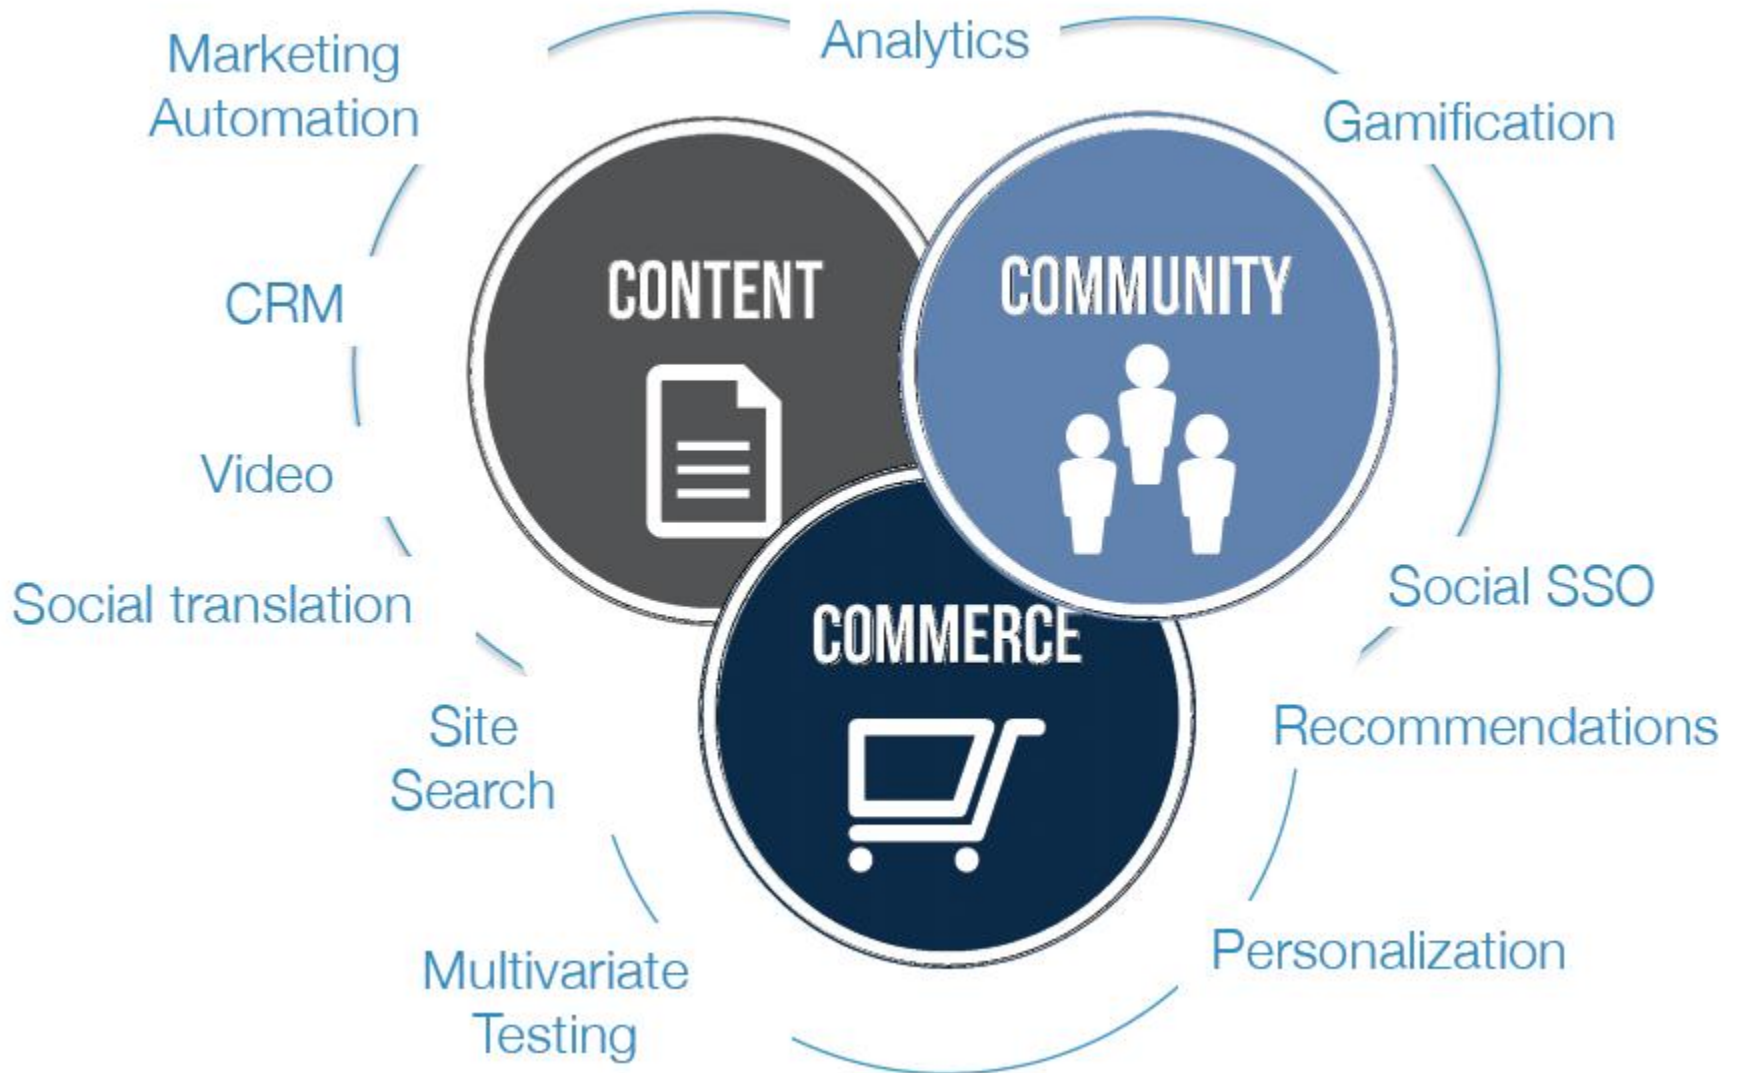 Marketing
Automation
Analytics
Gamification
CONTENT
COMMUNITY
CRM
Video
Social translation
Social SSO
COMMERCE
Site
Search
Recommendations
Personalization
Multivariate
Testing